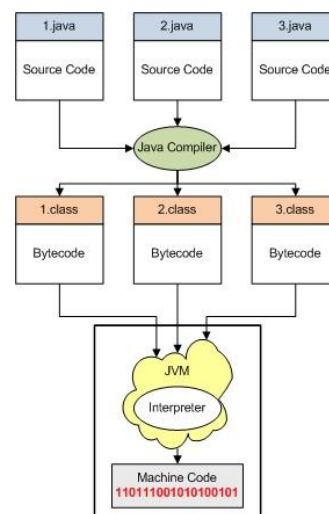 1.java
2.java
3.java
Source Code
Source Code
Source Code
Java Compiler
1.class
2.class
3.class
Bytecode
Bytecode
Bytecode
JVM
Interpreter
Machine Code
110111001010100101